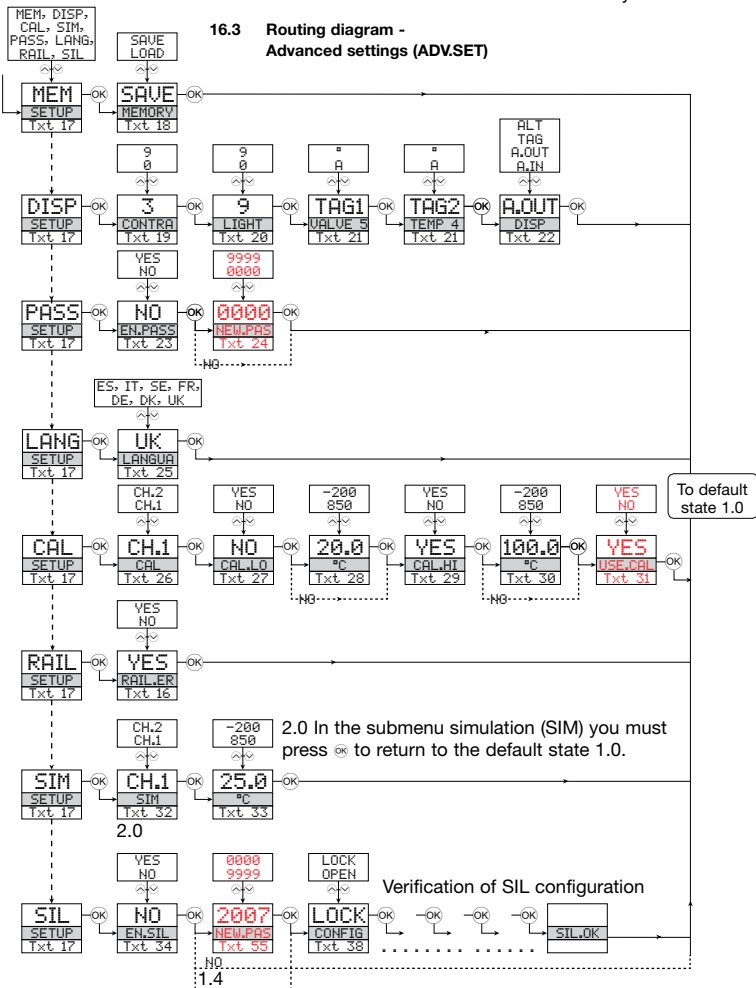 16.3 Routing diagram -
Advanced settings (ADV.SET)
MEM, DISP,
CAL, SIM,
PASS, LANG,
RAIL, SIL
SAVE
LOAD
MEM OK SAVE OK
SETUP MEMORY
Txt 17 Txt 18
9 9 ALT
0 0 A A TAG
A.OUT
A.IN
DISP OK 3 OK 9 OK TAG1 OK TAG2 OK A.OUT OK
SETUP CONTRA LIGHT VALVE 5 TEMP 4 DISP
Txt 17 Txt 19 Txt 20 Txt 21 Txt 21 Txt 22
YES 9999
NO 0000
PASS OK NO OK 0000 OK
SETUP EN.PASS NEW.PAS
Txt 17 Txt 23 Txt 24
NO
ES, IT, SE, FR,
DE, DK, UK
LANG OK UK OK
SETUP LANGUA
Txt 17 Txt 25
To default
state 1.0
CH.2 YES -200 YES -200 YES
CH.1 NO 850 NO 850 NO
CAL OK CH.1 OK NO OK 20.0 OK YES OK 100.0 OK YES OK
SETUP CAL CAL.LO °C CAL.HI °C USE.CAL
Txt 17 Txt 26 Txt 27 Txt 28 Txt 29 Txt 30 Txt 31
NO NO
YES
NO
RAIL OK YES OK
SETUP RAIL.ER
Txt 17 Txt 16
CH.2 -200
CH.1 850
2.0 In the submenu simulation (SIM) you must
press OK to return to the default state 1.0.
SIM OK CH.1 OK 25.0 OK
SETUP SIM °C
Txt 17 Txt 32 Txt 33
2.0
YES 0000 LOCK
NO 9999 OPEN
Verification of SIL configuration
SIL OK NO OK 2007 OK LOCK OK OK OK OK
SETUP EN.SIL NEW.PAS CONFIG SIL.OK
Txt 17 Txt 34 Txt 55 Txt 38 . . . . . . . . . . . . . .
NO
1.4